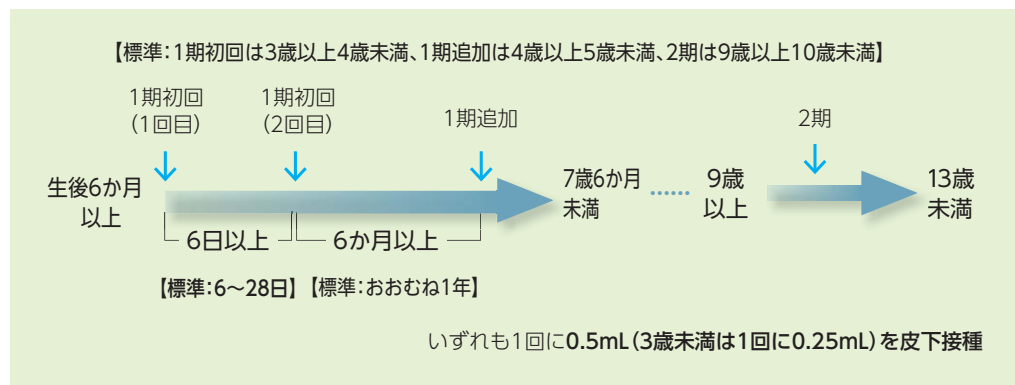 【標準：1期初回は3歳以上4歳未満、1期追加は4歳以上5歳未満、2期は9歳以上10歳未満】
1期初回
（1回目）
1期初回
（2回目）
1期追加
2期
生後6か月
以上
7歳6か月
未満
9歳
以上
13歳
未満
6日以上
6か月以上
【標準：6〜28日】
【標準：おおむね1年】
いずれも1回に0.5mL（3歳未満は1回に0.25mL）を皮下接種